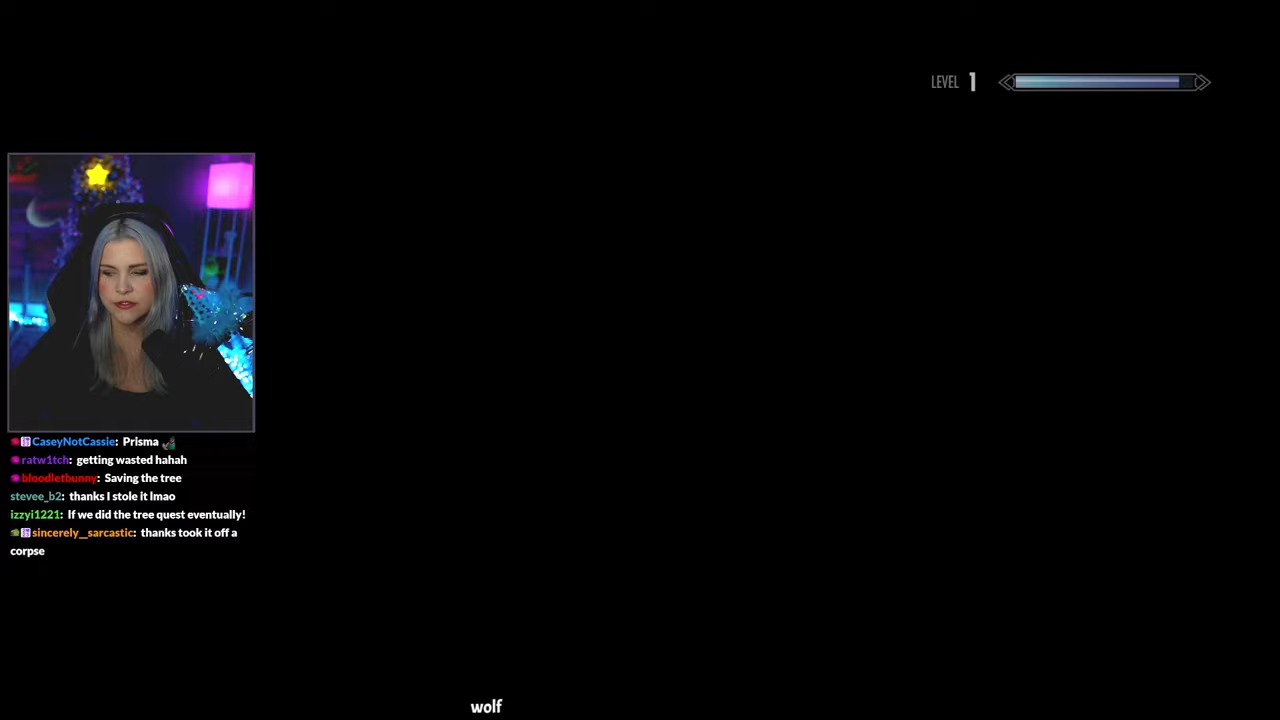 LEVEL 1
CaseyNotCassie: Prisma
ratw1tch: getting wasted hahah
bloodletbunny: Saving the tree
stevee_b2: thanks I stole it lmao
izzyi1221: If we did the tree quest eventually!
sincerely__sarcastic: thanks took it off a
corpse
wolf